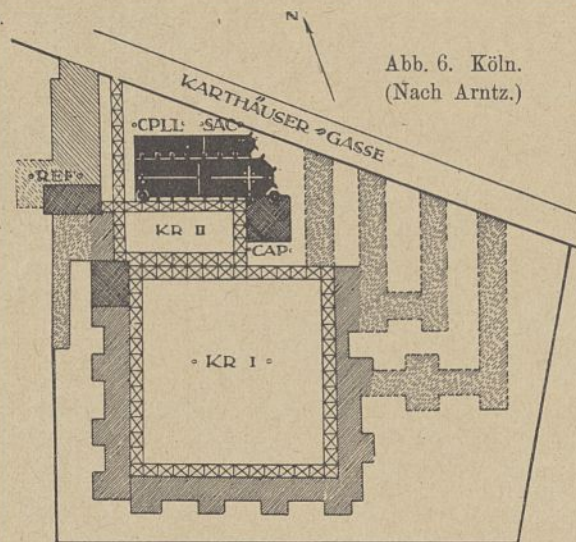 N
Abb. 6. Köln.
(Nach Arntz.)
KARTHÄUSER=GASSE
CPLL SAC
REF
KR II
CAP
KR I